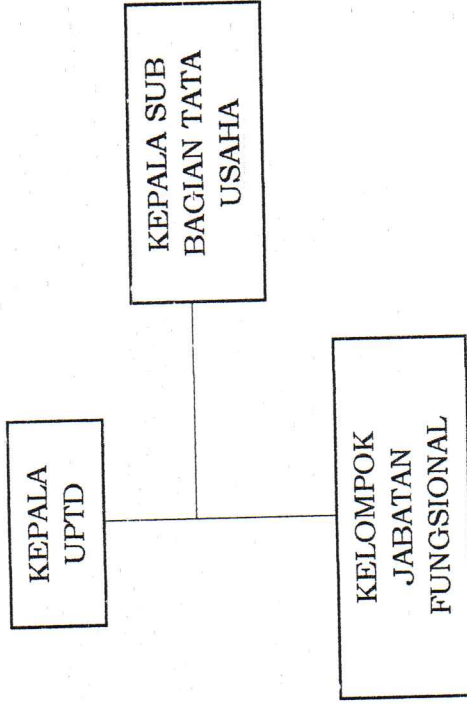 KEPALA
UPTD
KEPALA SUB
BAGIAN TATA
USAHA
KELOMPOK
JABATAN
FUNGSIONAL